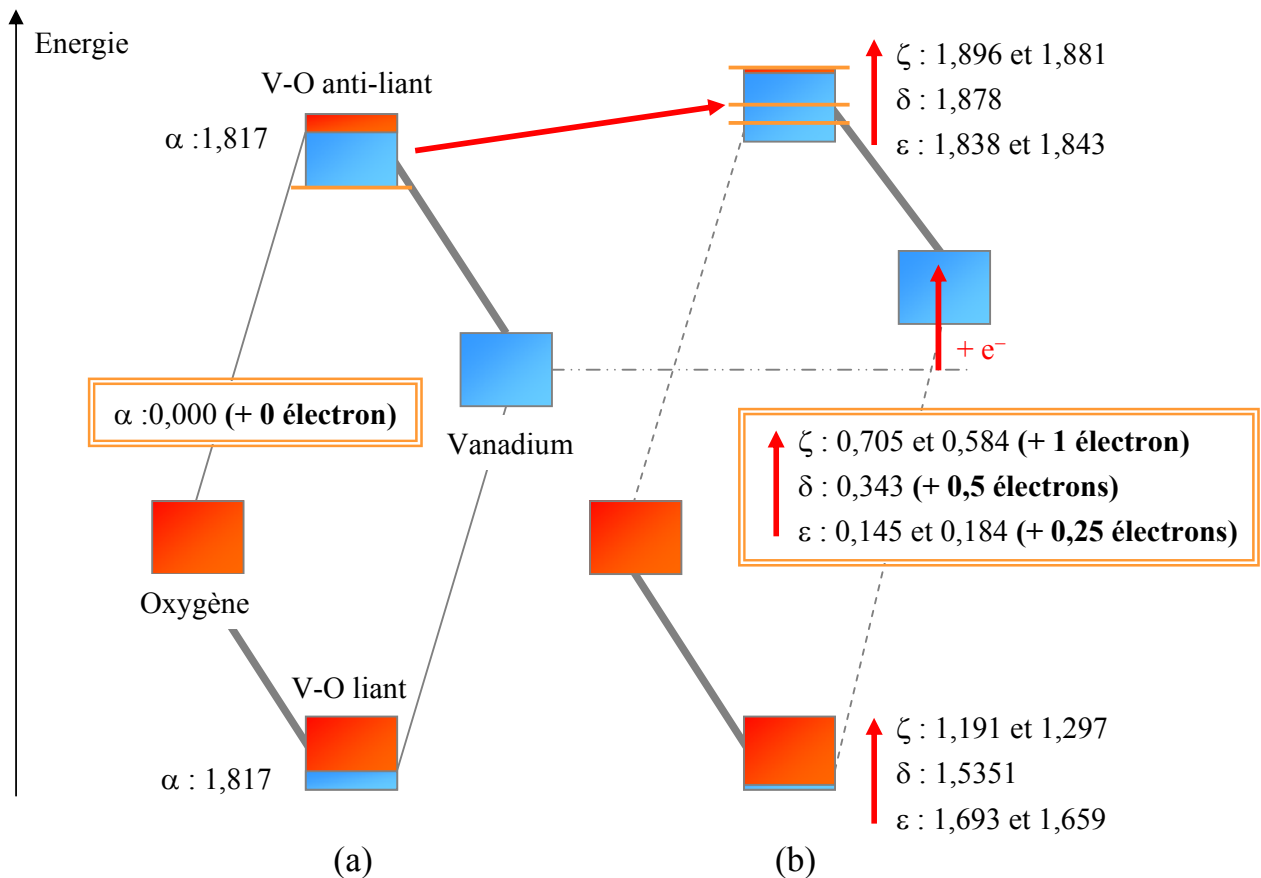 Energie
V-O anti-liant
α :1,817
ζ : 1,896 et 1,881
δ : 1,878
ε : 1,838 et 1,843
+ e⁻
α :0,000 (+ 0 électron)
Vanadium
ζ : 0,705 et 0,584 (+ 1 électron)
δ : 0,343 (+ 0,5 électrons)
ε : 0,145 et 0,184 (+ 0,25 électrons)
Oxygène
V-O liant
α : 1,817
ζ : 1,191 et 1,297
δ : 1,5351
ε : 1,693 et 1,659
(a)
(b)